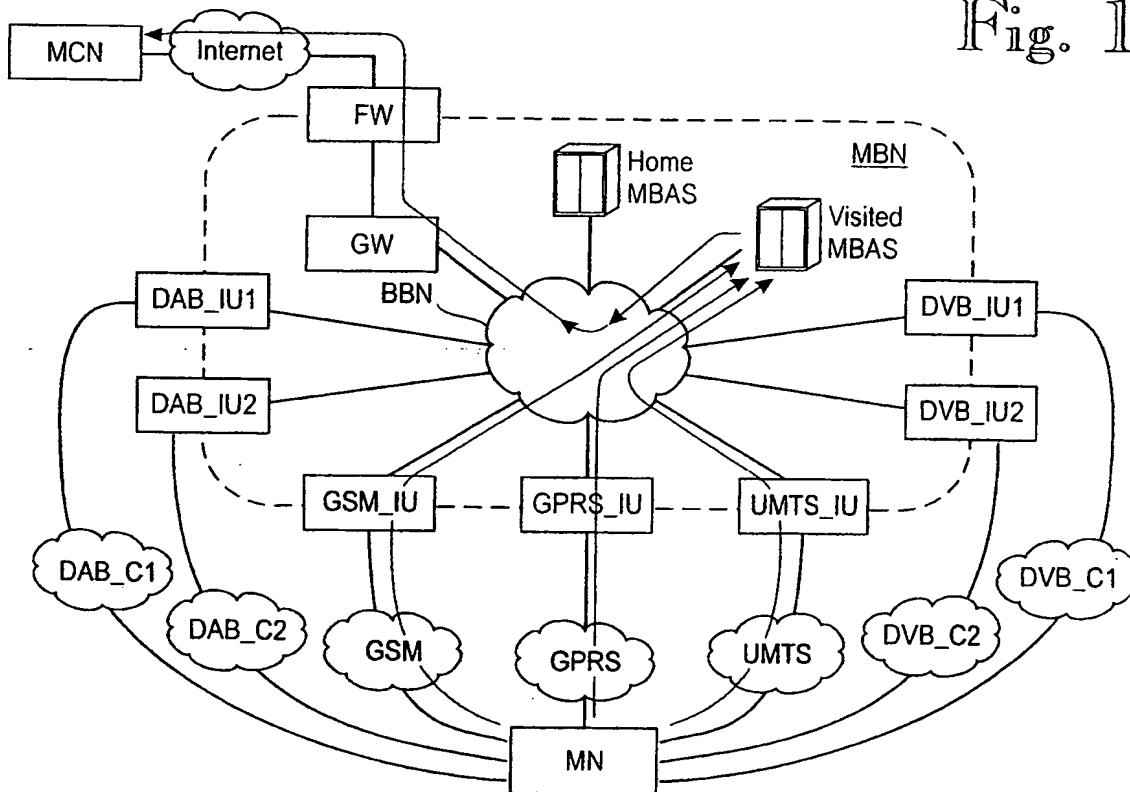 Fig. 1
MCN
Internet
FW
MBN
Home
MBAS
Visited
MBAS
GW
BBN
DAB_IU1
DVB_IU1
DAB_IU2
DVB_IU2
GSM_IU
GPRS_IU
UMTS_IU
DAB_C1
DVB_C1
DAB_C2
DVB_C2
GSM
GPRS
UMTS
MN